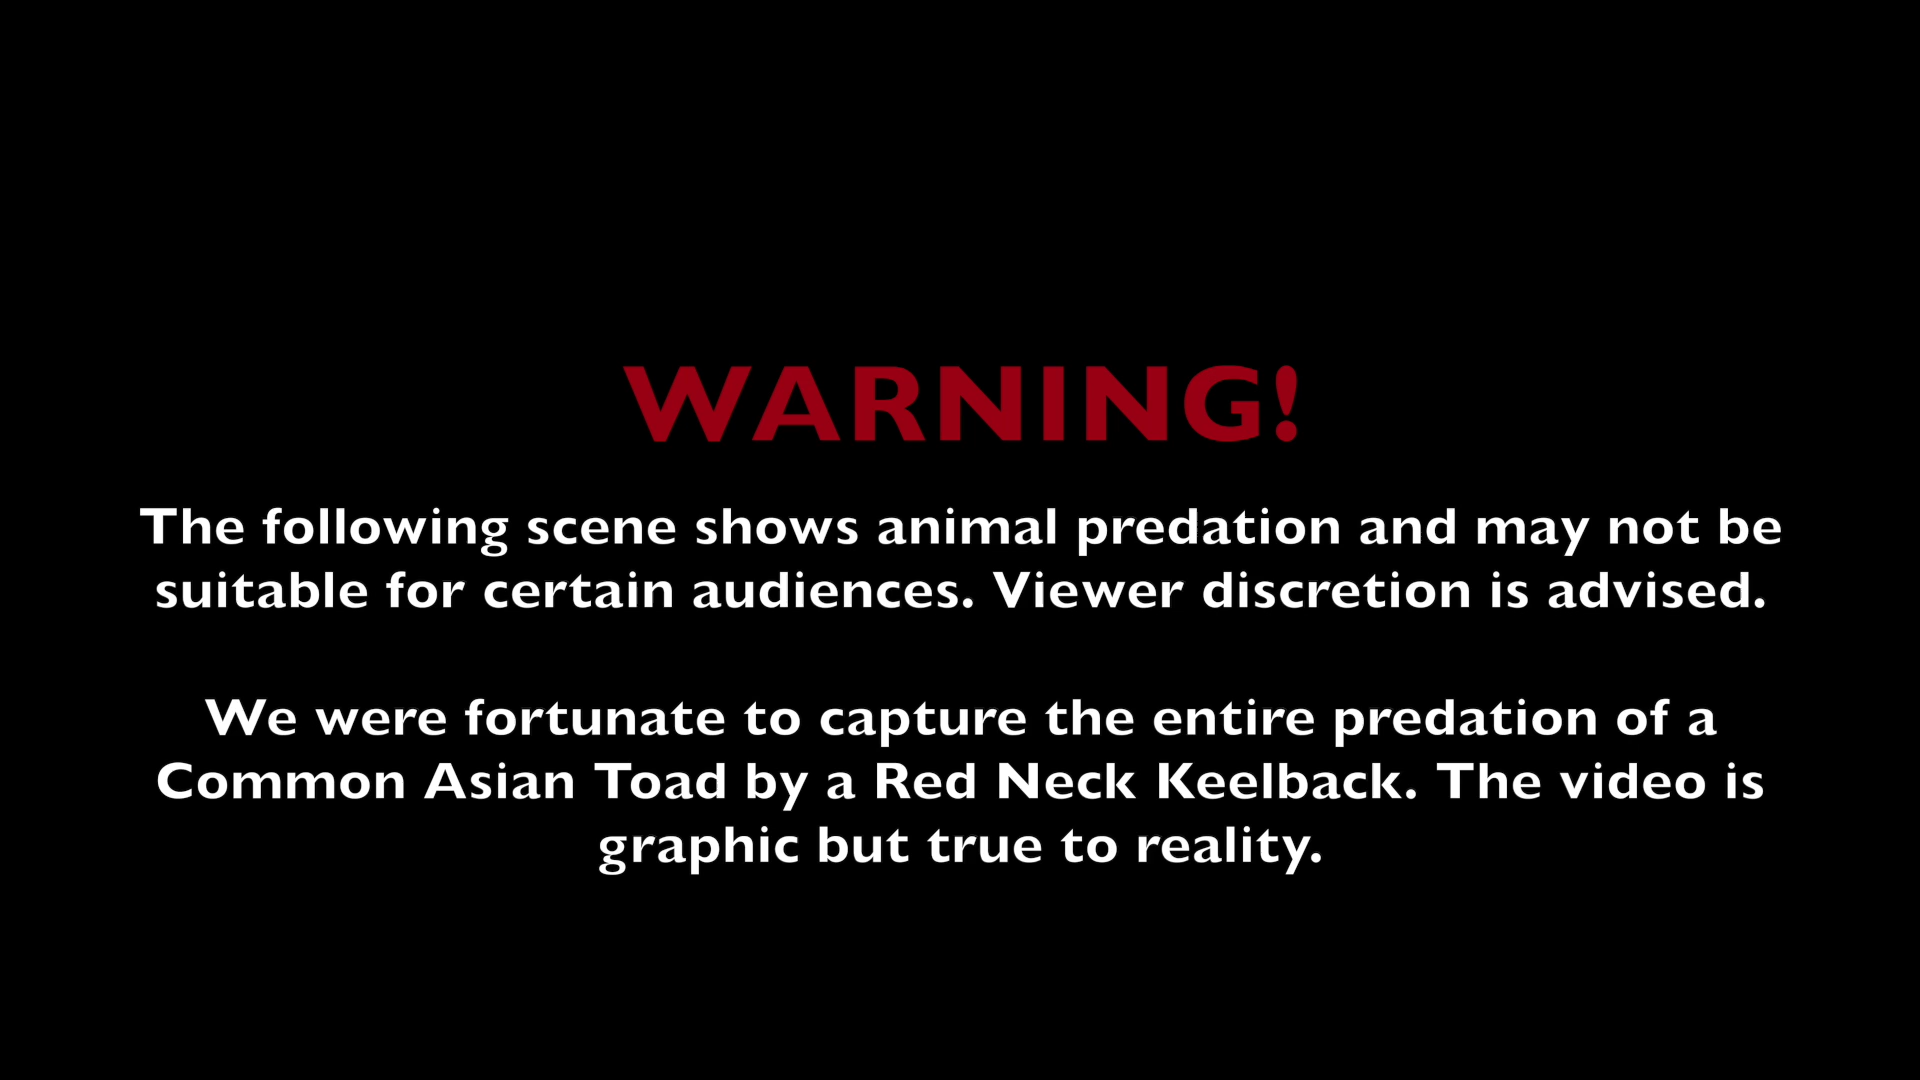 WARNING!
The following scene shows animal predation and may not be
suitable for certain audiences. Viewer discretion is advised.
We were fortunate to capture the entire predation of a
Common Asian Toad by a Red Neck Keelback. The video is
graphic but true to reality.